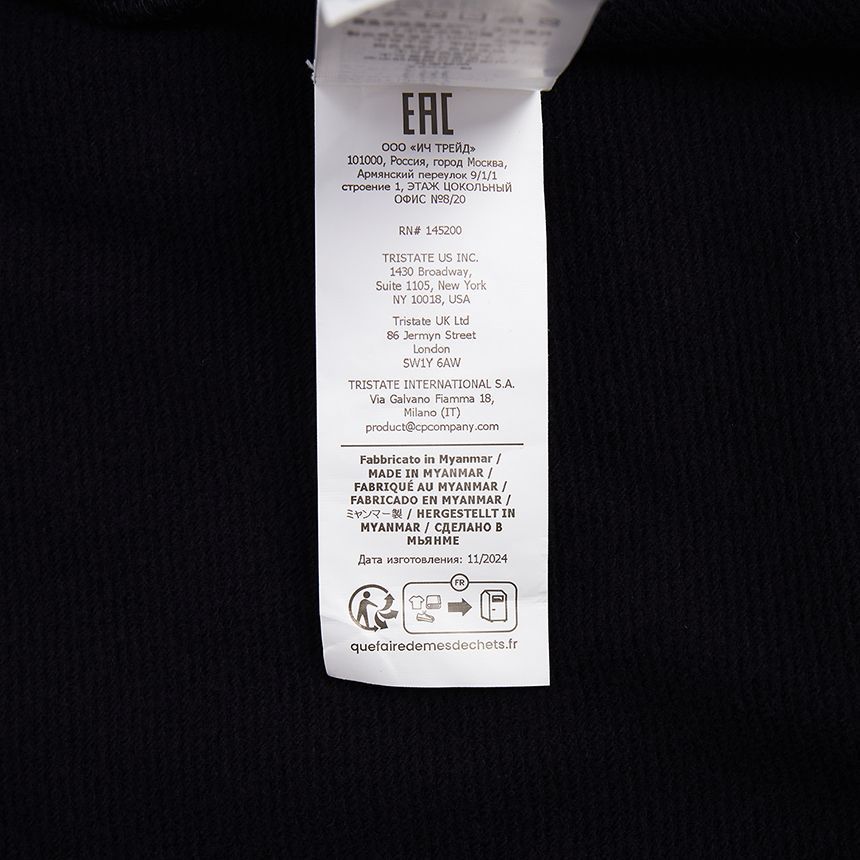 EAC
ООО «ИЧ ТРЕЙД»
101000, Россия, город Москва,
Армянский переулок 9/1/1
строение 1, ЭТАЖ ЦОКОЛЬНЫЙ
ОФИС №8/20
RN# 145200
TRISTATE US INC.
1430 Broadway,
Suite 1105, New York
NY 10018, USA
Tristate UK Ltd
86 Jermyn Street
London
SW1Y 6AW
TRISTATE INTERNATIONAL S.A.
Via Galvano Fiamma 18,
Milano (IT)
product@cpcompany.com
Fabbricato in Myanmar /
MADE IN MYANMAR /
FABRIQUÉ AU MYANMAR /
FABRICADO EN MYANMAR /
ミャンマー製 / HERGESTELLT IN
MYANMAR / СДЕЛАНО В
МЬЯНМЕ
Дата изготовления: 11/2024
FR
quefairedemesdechets.fr